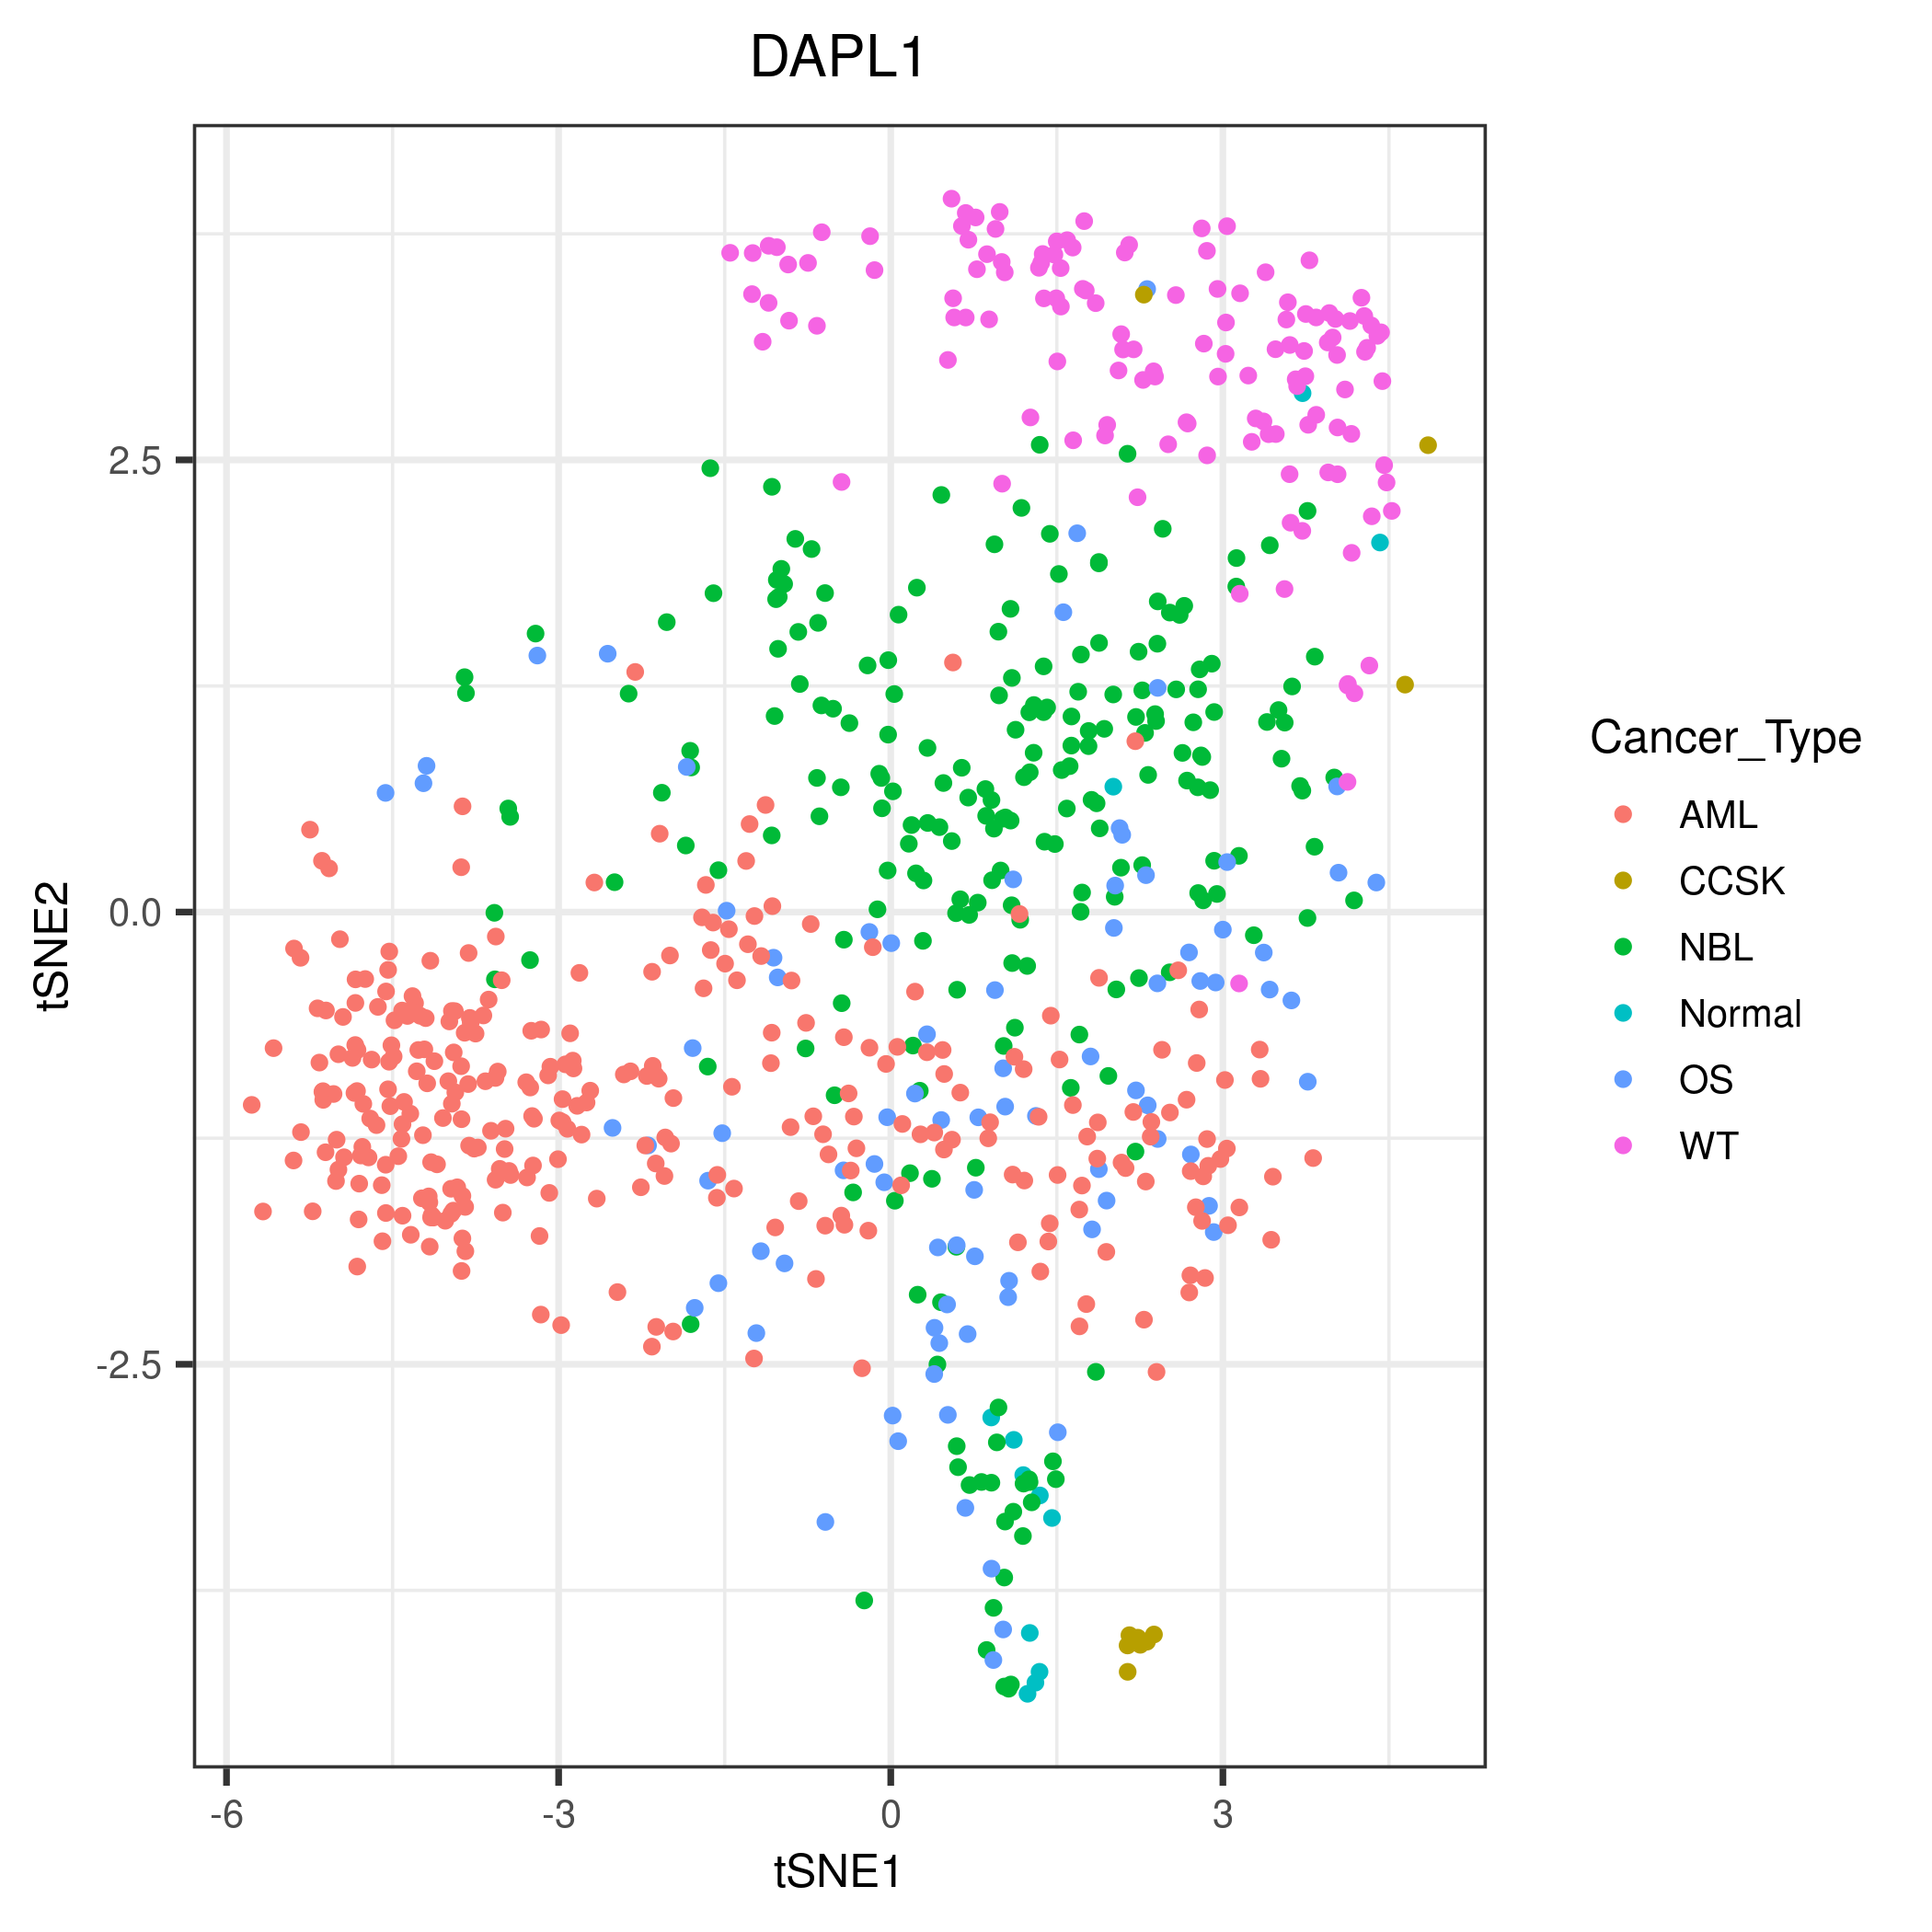 DAPL1
2.5
0.0
-2.5
tSNE2
-6
-3
0
3
tSNE1
Cancer_Type
AML
CCSK
NBL
Normal
OS
WT